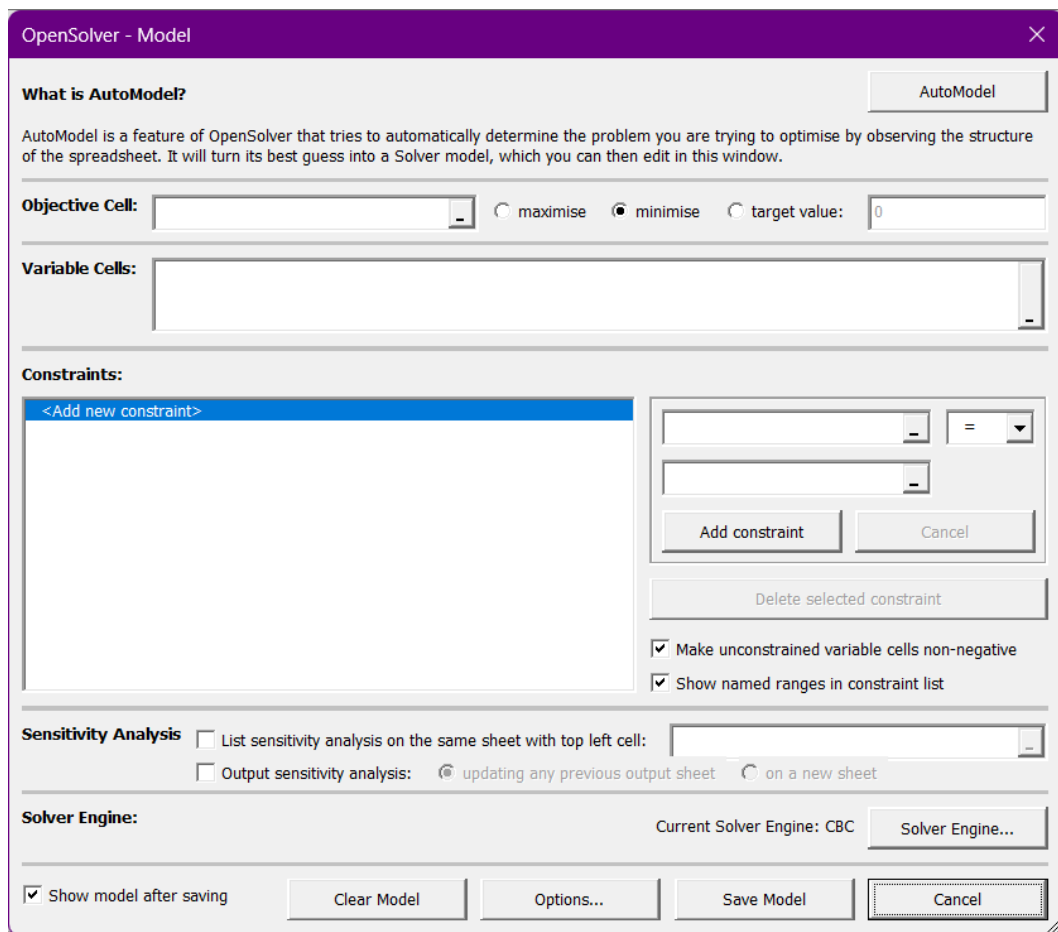 OpenSolver - Model
What is AutoModel?
AutoModel
AutoModel is a feature of OpenSolver that tries to automatically determine the problem you are trying to optimise by observing the structure
of the spreadsheet. It will turn its best guess into a Solver model, which you can then edit in this window.
Objective Cell:
maximise
minimise
target value:
0
Variable Cells:
Constraints:
<Add new constraint>
=
Add constraint
Cancel
Delete selected constraint
Make unconstrained variable cells non-negative
Show named ranges in constraint list
Sensitivity Analysis
List sensitivity analysis on the same sheet with top left cell:
Output sensitivity analysis:
updating any previous output sheet
on a new sheet
Solver Engine:
Current Solver Engine: CBC
Solver Engine...
Show model after saving
Clear Model
Options...
Save Model
Cancel